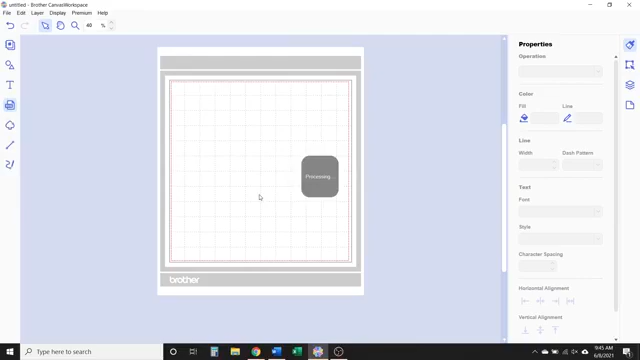 untitled - Brother CanvasWorkspace
File Edit Layer Display Premium Help
40 %
Properties
Operation
Color
Fill Line
Line
Width Dash Pattern
Text
Font
Style
Character Spacing
Horizontal Alignment
Vertical Alignment
Processing...
brother
Type here to search
9:45 AM
6/8/2021